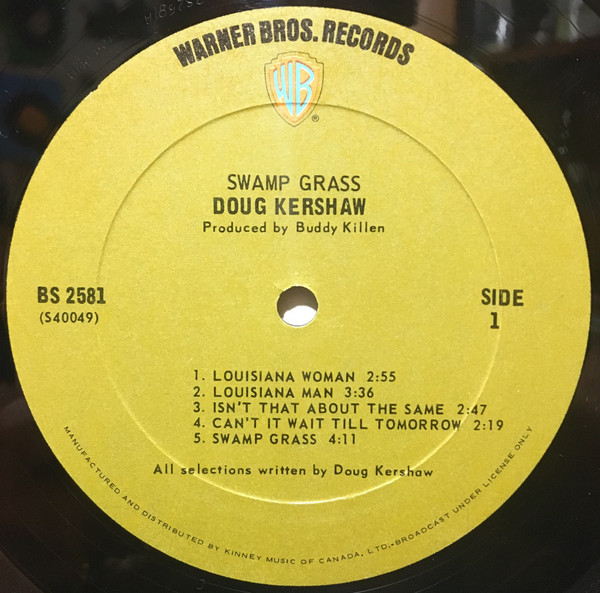 WARNER BROS. RECORDS
WB
®
SWAMP GRASS
DOUG KERSHAW
Produced by Buddy Killen
BS 2581
(S40049)
SIDE
1
1. LOUISIANA WOMAN 2:55
2. LOUISIANA MAN 3:36
3. ISN'T THAT ABOUT THE SAME 2:47
4. CAN'T IT WAIT TILL TOMORROW 2:19
5. SWAMP GRASS 4:11
All selections written by Doug Kershaw
MANUFACTURED AND DISTRIBUTED BY KINNEY MUSIC OF CANADA, LTD.-BROADCAST UNDER LICENSE ONLY